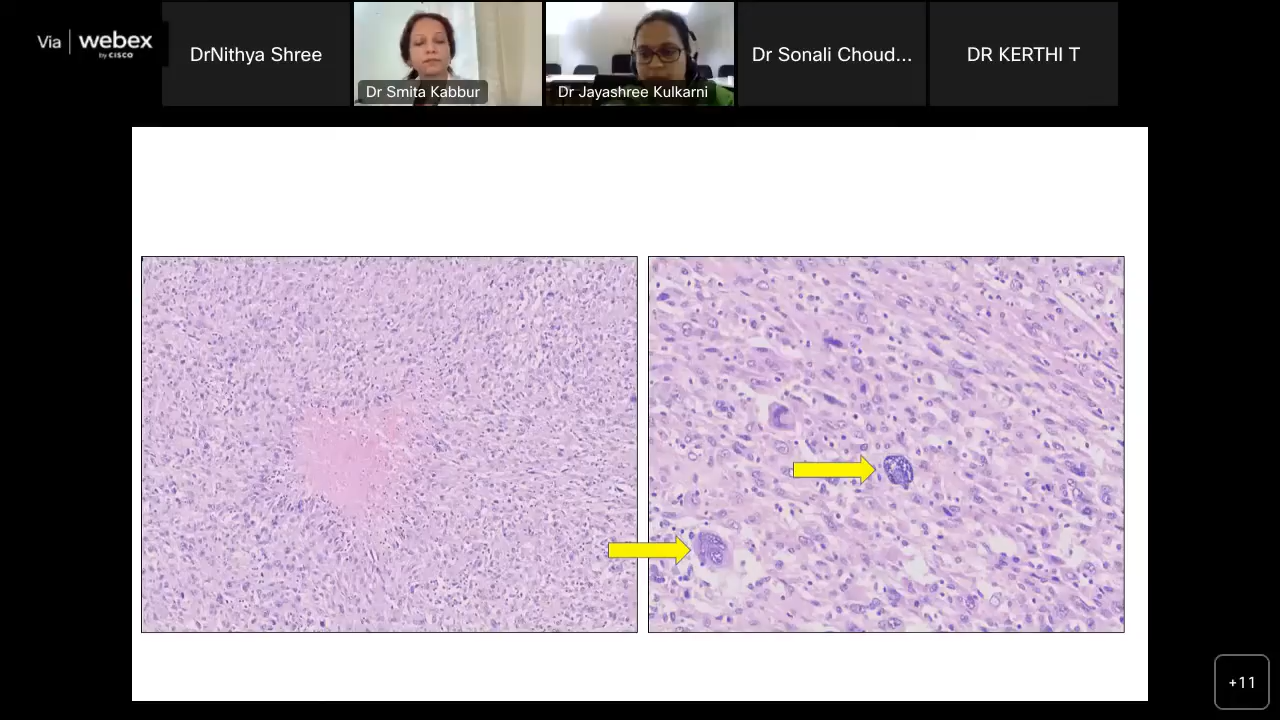 Via webex
by CISCO
DrNithya Shree
Dr Smita Kabbur
Dr Jayashree Kulkarni
Dr Sonali Choud...
DR KERTHI T
+11